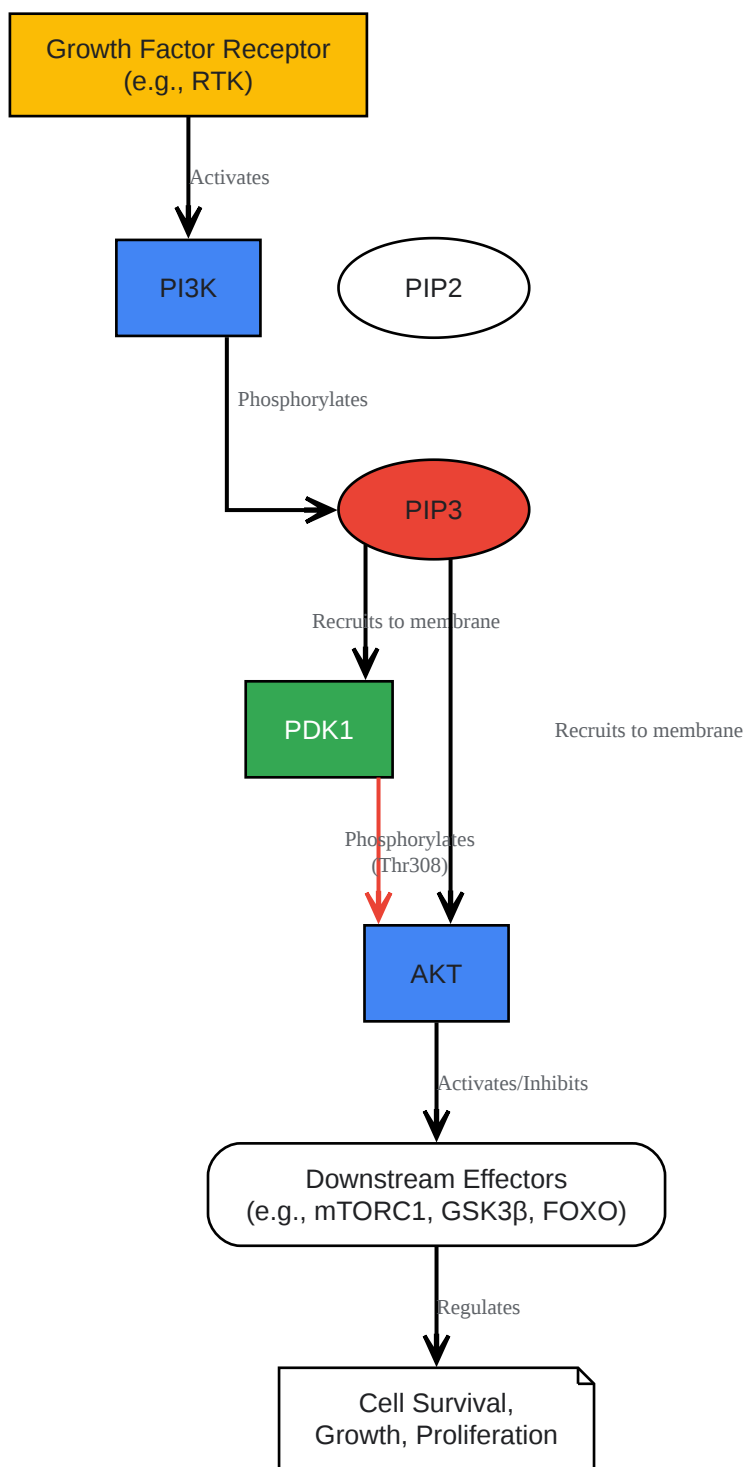 Growth Factor Receptor
(e.g., RTK)
Activates
PI3K
PIP2
Phosphorylates
PIP3
Recruits to membrane
PDK1
Recruits to membrane
Phosphorylates
(Thr308)
AKT
Activates/Inhibits
Downstream Effectors
(e.g., mTORC1, GSK3β, FOXO)
Regulates
Cell Survival,
Growth, Proliferation